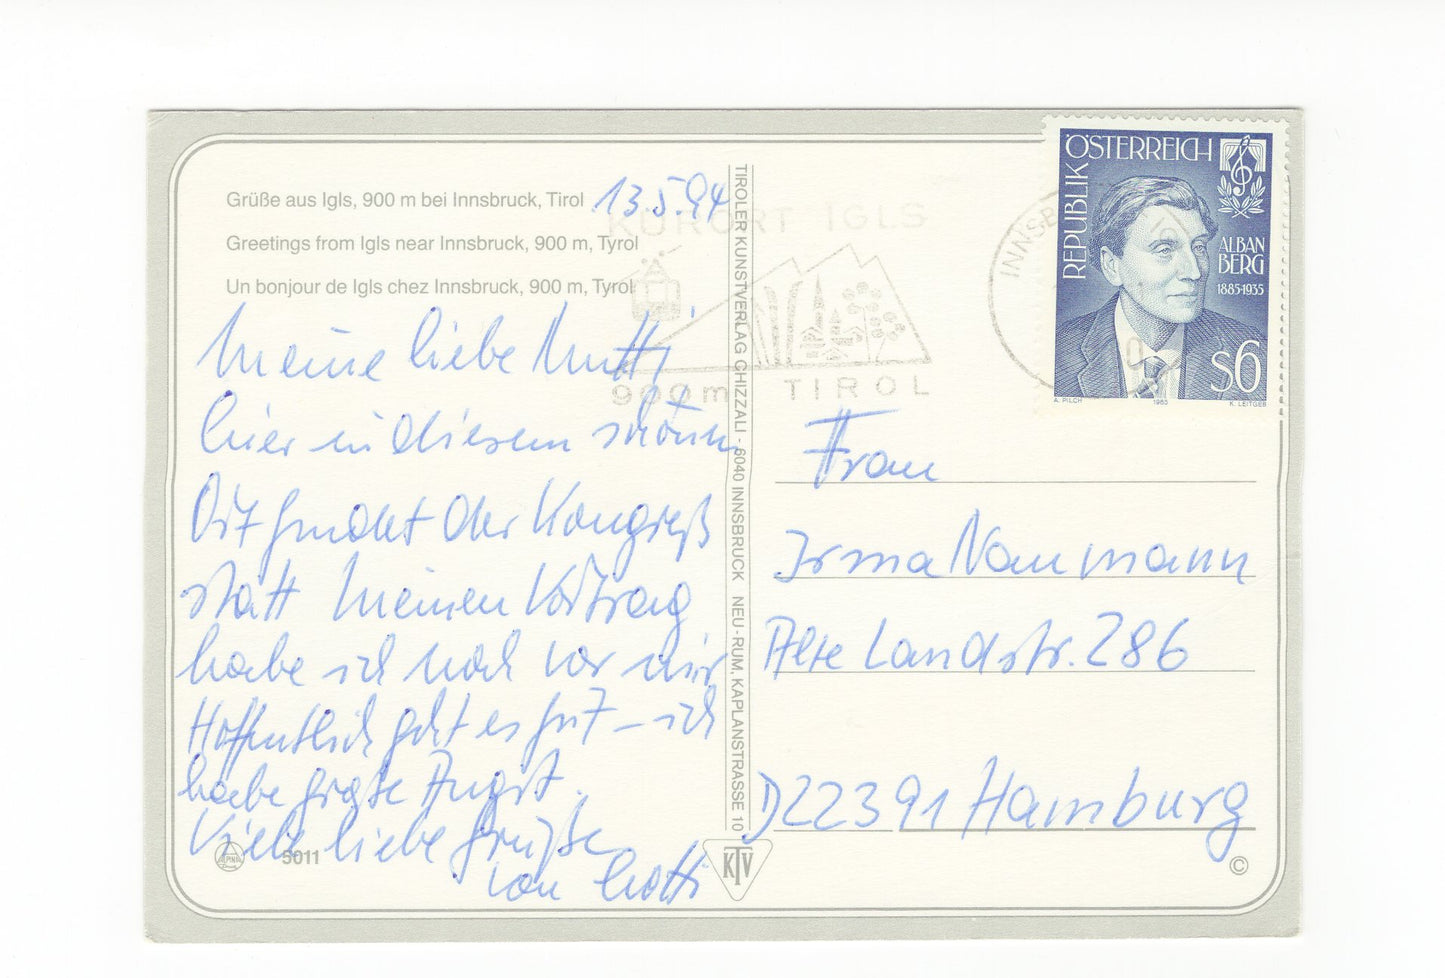 Grüße aus Igls, 900 m bei Innsbruck, Tirol
13.5.94
Greetings from Igls near Innsbruck, 900 m, Tyrol
Un bonjour de Igls chez Innsbruck, 900 m, Tyrol
Meine liebe Mutti
hier in diesem schönen
Ort findet der Kongreß
statt Meinen Vortrag
habe ich noch vor mir
Hoffentlich geht es gut – ich
habe große Angst.
Viele liebe Grüße
von
5011
TIROLER KUNSTVERLAG CHIZZALI - 6040 INNSBRUCK NEU-RUM, KAPLANSTRASSE 10
KTV
KURORT IGLS
900m TIROL
INNSB
REPUBLIK ÖSTERREICH
ALBAN
BERG
1885-1935
S6
A. PILCH 1985 K. LEITGEB
Frau
Irma Naumann
Alte Landstr. 286
D22391 Hamburg
©